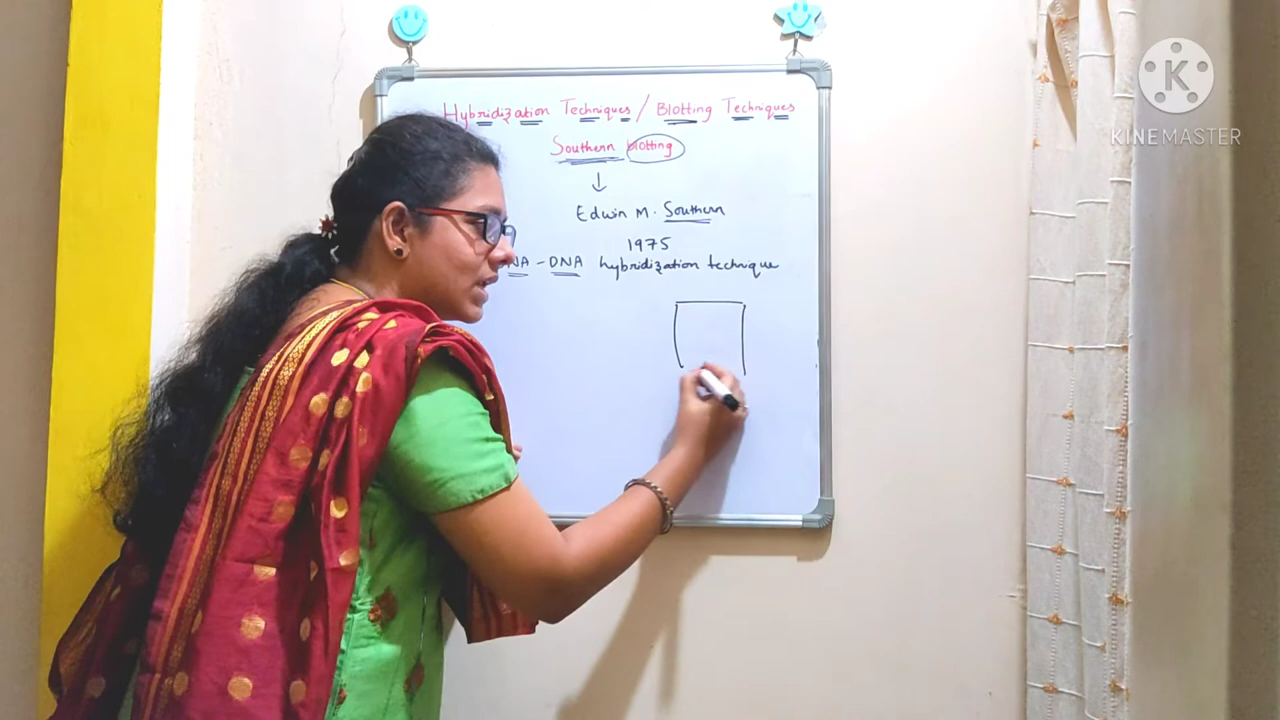 Hybridization Techniques / Blotting Techniques
Southern blotting
Edwin M. Southern
1975
DNA - DNA hybridization technique
K
KINEMASTER